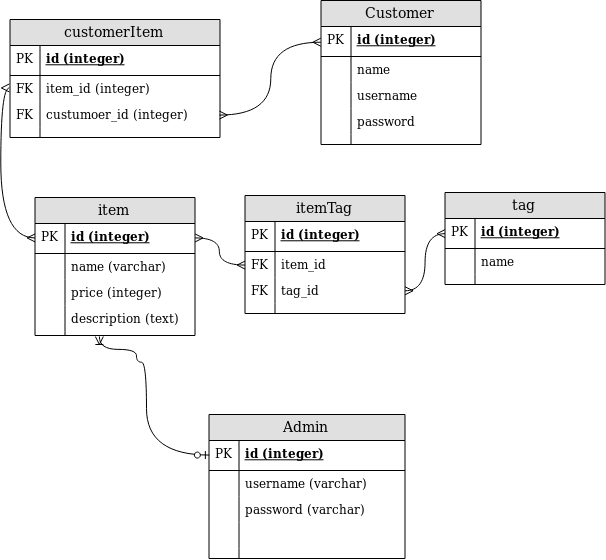 customerItem
PK id (integer)
FK item_id (integer)
FK custumoer_id (integer)
Customer
PK id (integer)
name
username
password
item
PK id (integer)
name (varchar)
price (integer)
description (text)
itemTag
PK id (integer)
FK item_id
FK tag_id
tag
PK id (integer)
name
Admin
PK id (integer)
username (varchar)
password (varchar)